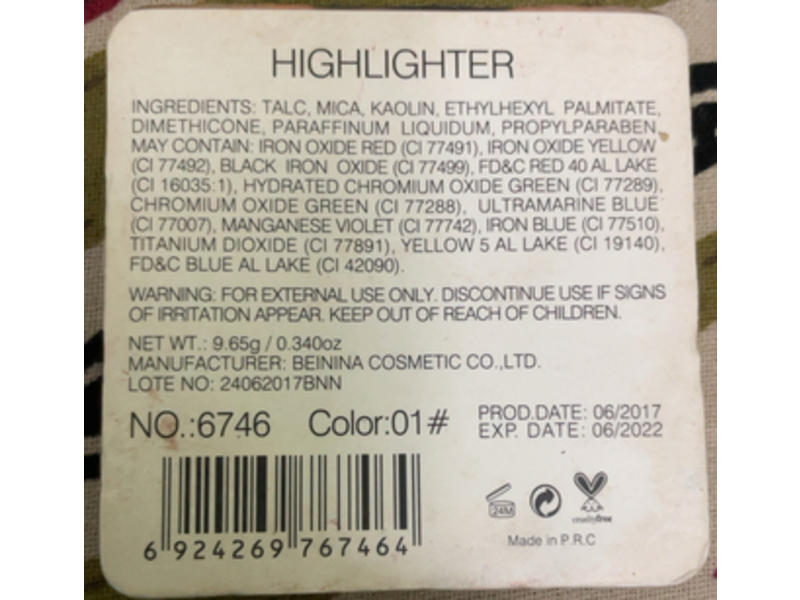 HIGHLIGHTER
INGREDIENTS: TALC, MICA, KAOLIN, ETHYLHEXYL PALMITATE,
DIMETHICONE, PARAFFINUM LIQUIDUM, PROPYLPARABEN.
MAY CONTAIN: IRON OXIDE RED (CI 77491), IRON OXIDE YELLOW
(CI 77492), BLACK IRON OXIDE (CI 77499), FD&C RED 40 AL LAKE
(CI 16035:1), HYDRATED CHROMIUM OXIDE GREEN (CI 77289),
CHROMIUM OXIDE GREEN (CI 77288), ULTRAMARINE BLUE
(CI 77007), MANGANESE VIOLET (CI 77742), IRON BLUE (CI 77510),
TITANIUM DIOXIDE (CI 77891), YELLOW 5 AL LAKE (CI 19140),
FD&C BLUE AL LAKE (CI 42090).
WARNING: FOR EXTERNAL USE ONLY. DISCONTINUE USE IF SIGNS
OF IRRITATION APPEAR. KEEP OUT OF REACH OF CHILDREN.
NET WT.: 9.65g / 0.340oz
MANUFACTURER: BEININA COSMETIC CO.,LTD.
LOTE NO: 24062017BNN
NO.:6746 Color:01#
PROD.DATE: 06/2017
EXP. DATE: 06/2022
24M
crueltyfree
6 924269 767464
Made in P.R.C